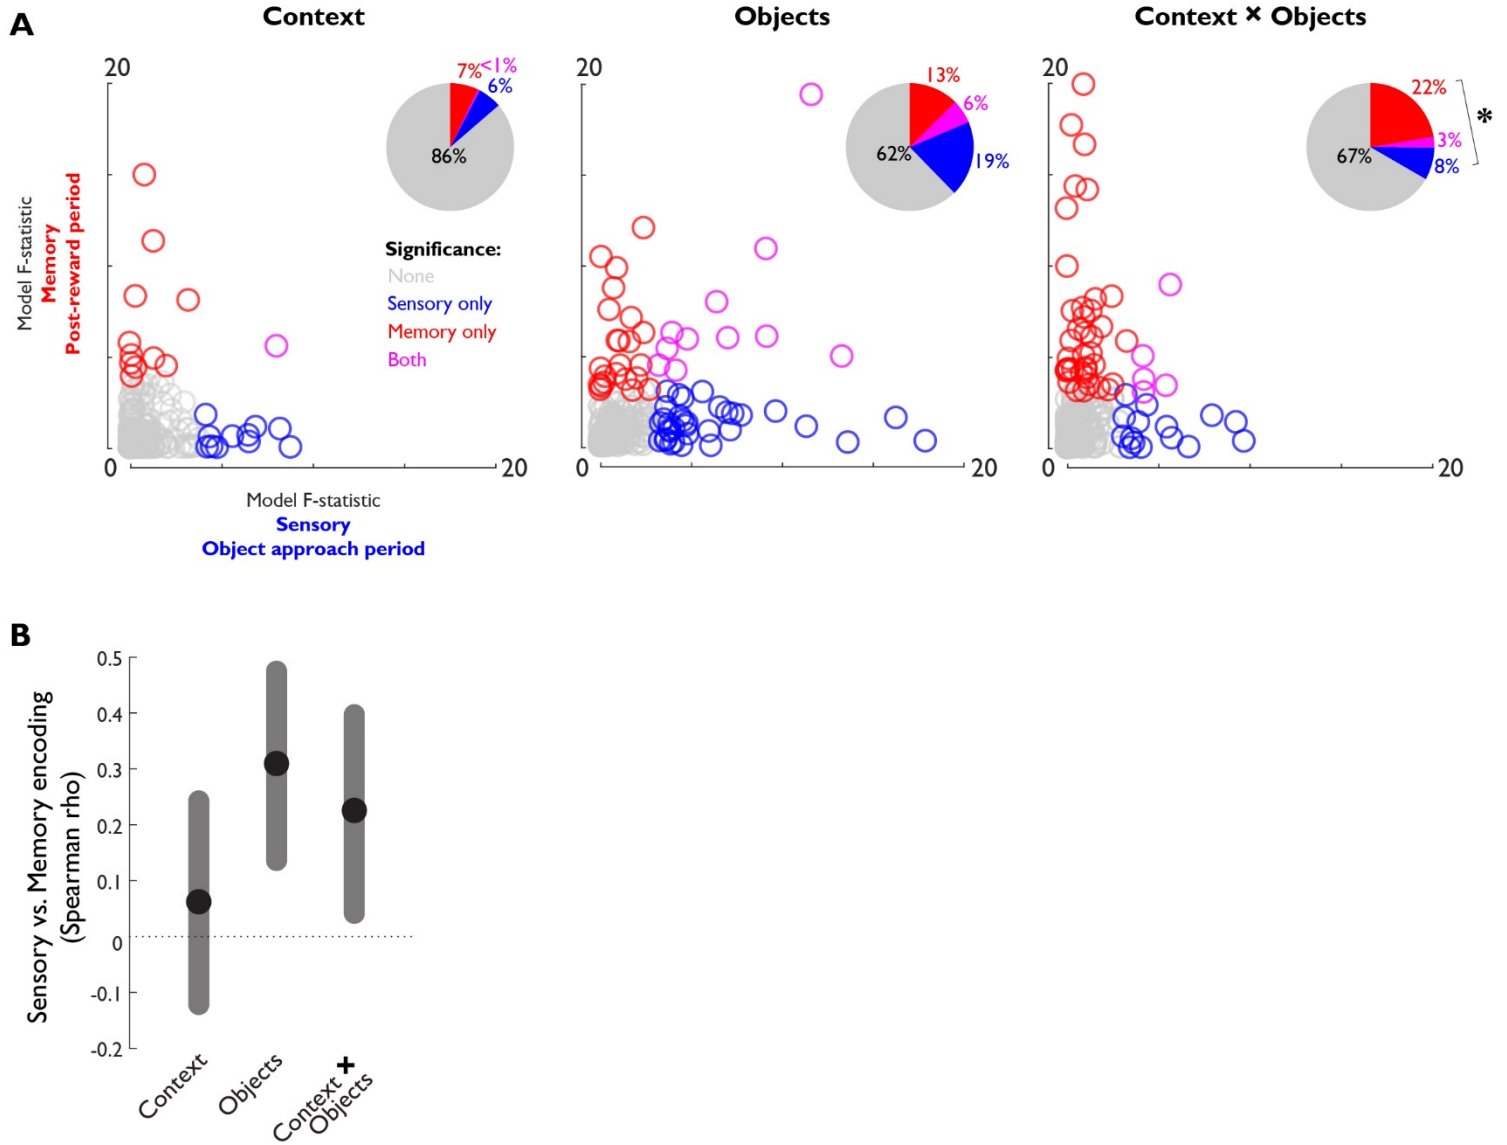 A
Context
Objects
Context × Objects
20
7%
<1%
6%
86%
20
13%
6%
62%
19%
20
22%
*
3%
67%
8%
Model F-statistic
Memory
Post-reward period
Significance:
None
Sensory only
Memory only
Both
0
20
0
20
0
20
Model F-statistic
Sensory
Object approach period
B
Sensory vs. Memory encoding
(Spearman rho)
0.5
0.4
0.3
0.2
0.1
0
-0.1
-0.2
Context
Objects
Context +
Objects